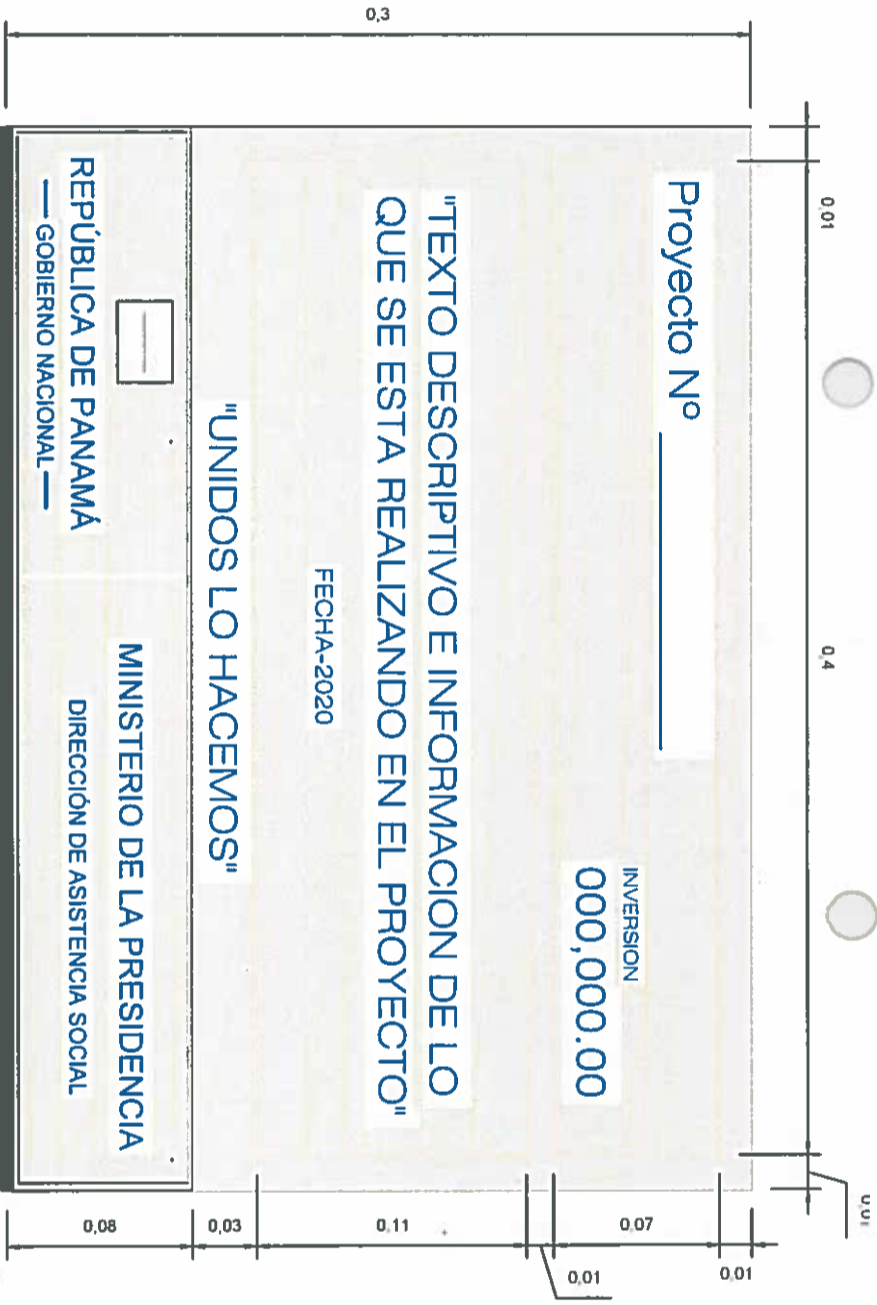 0,01
0,4
0,01
0,3
Proyecto Nº
INVERSION
000,000.00
"TEXTO DESCRIPTIVO E INFORMACION DE LO
QUE SE ESTA REALIZANDO EN EL PROYECTO"
FECHA-2020
"UNIDOS LO HACEMOS"
REPÚBLICA DE PANAMÁ
GOBIERNO NACIONAL
MINISTERIO DE LA PRESIDENCIA
DIRECCIÓN DE ASISTENCIA SOCIAL
0,01
0,07
0,01
0,11
0,03
0,08